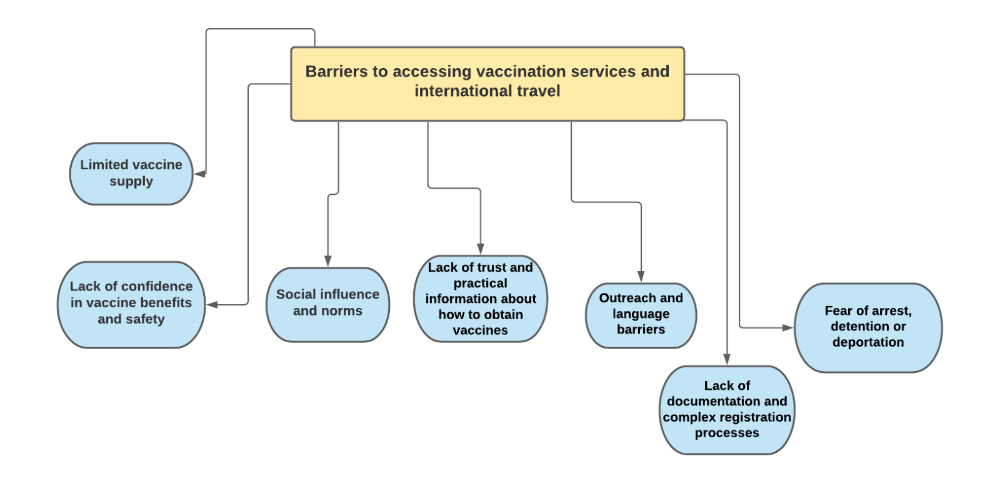 Barriers to accessing vaccination services and
international travel
Limited vaccine
supply
Lack of confidence
in vaccine benefits
and safety
Social influence
and norms
Lack of trust and
practical
information about
how to obtain
vaccines
Outreach and
language
barriers
Lack of
documentation and
complex registration
processes
Fear of arrest,
detention or
deportation